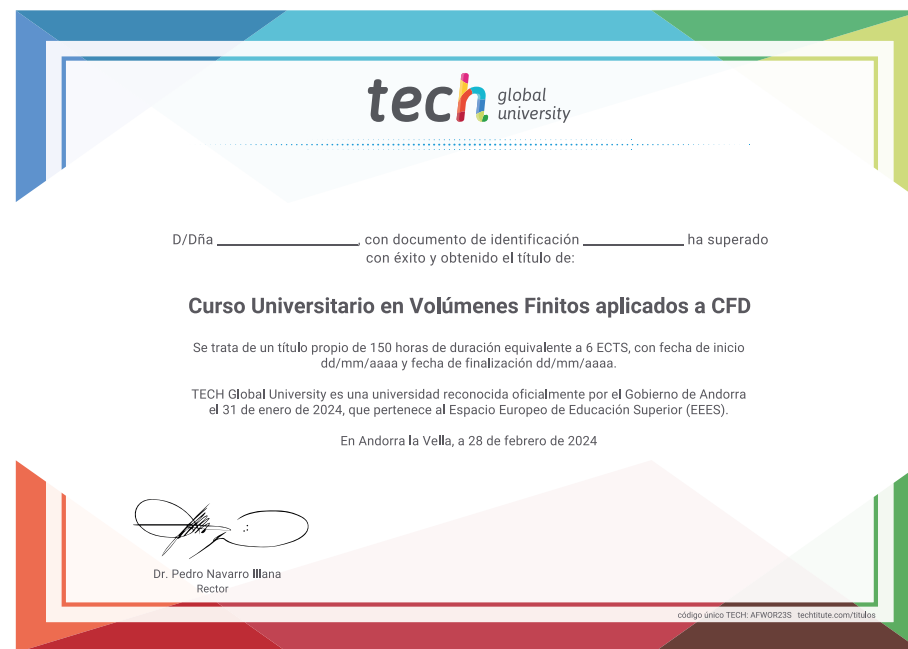 tech global university
D/Dña ______________, con documento de identificación __________ ha superado
con éxito y obtenido el título de:
Curso Universitario en Volúmenes Finitos aplicados a CFD
Se trata de un título propio de 150 horas de duración equivalente a 6 ECTS, con fecha de inicio
dd/mm/aaaa y fecha de finalización dd/mm/aaaa.
TECH Global University es una universidad reconocida oficialmente por el Gobierno de Andorra
el 31 de enero de 2024, que pertenece al Espacio Europeo de Educación Superior (EEES).
En Andorra la Vella, a 28 de febrero de 2024
Dr. Pedro Navarro Illana
Rector
código único TECH: AFWOR23S techtitute.com/titulos